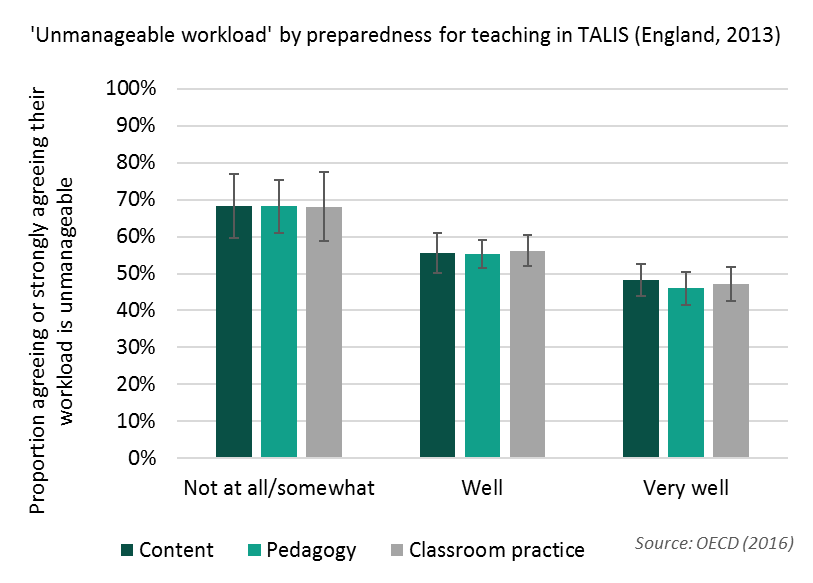 'Unmanageable workload' by preparedness for teaching in TALIS (England, 2013)
Proportion agreeing or strongly agreeing their
workload is unmanageable
100%
90%
80%
70%
60%
50%
40%
30%
20%
10%
0%
Not at all/somewhat
Well
Very well
Content
Pedagogy
Classroom practice
Source: OECD (2016)